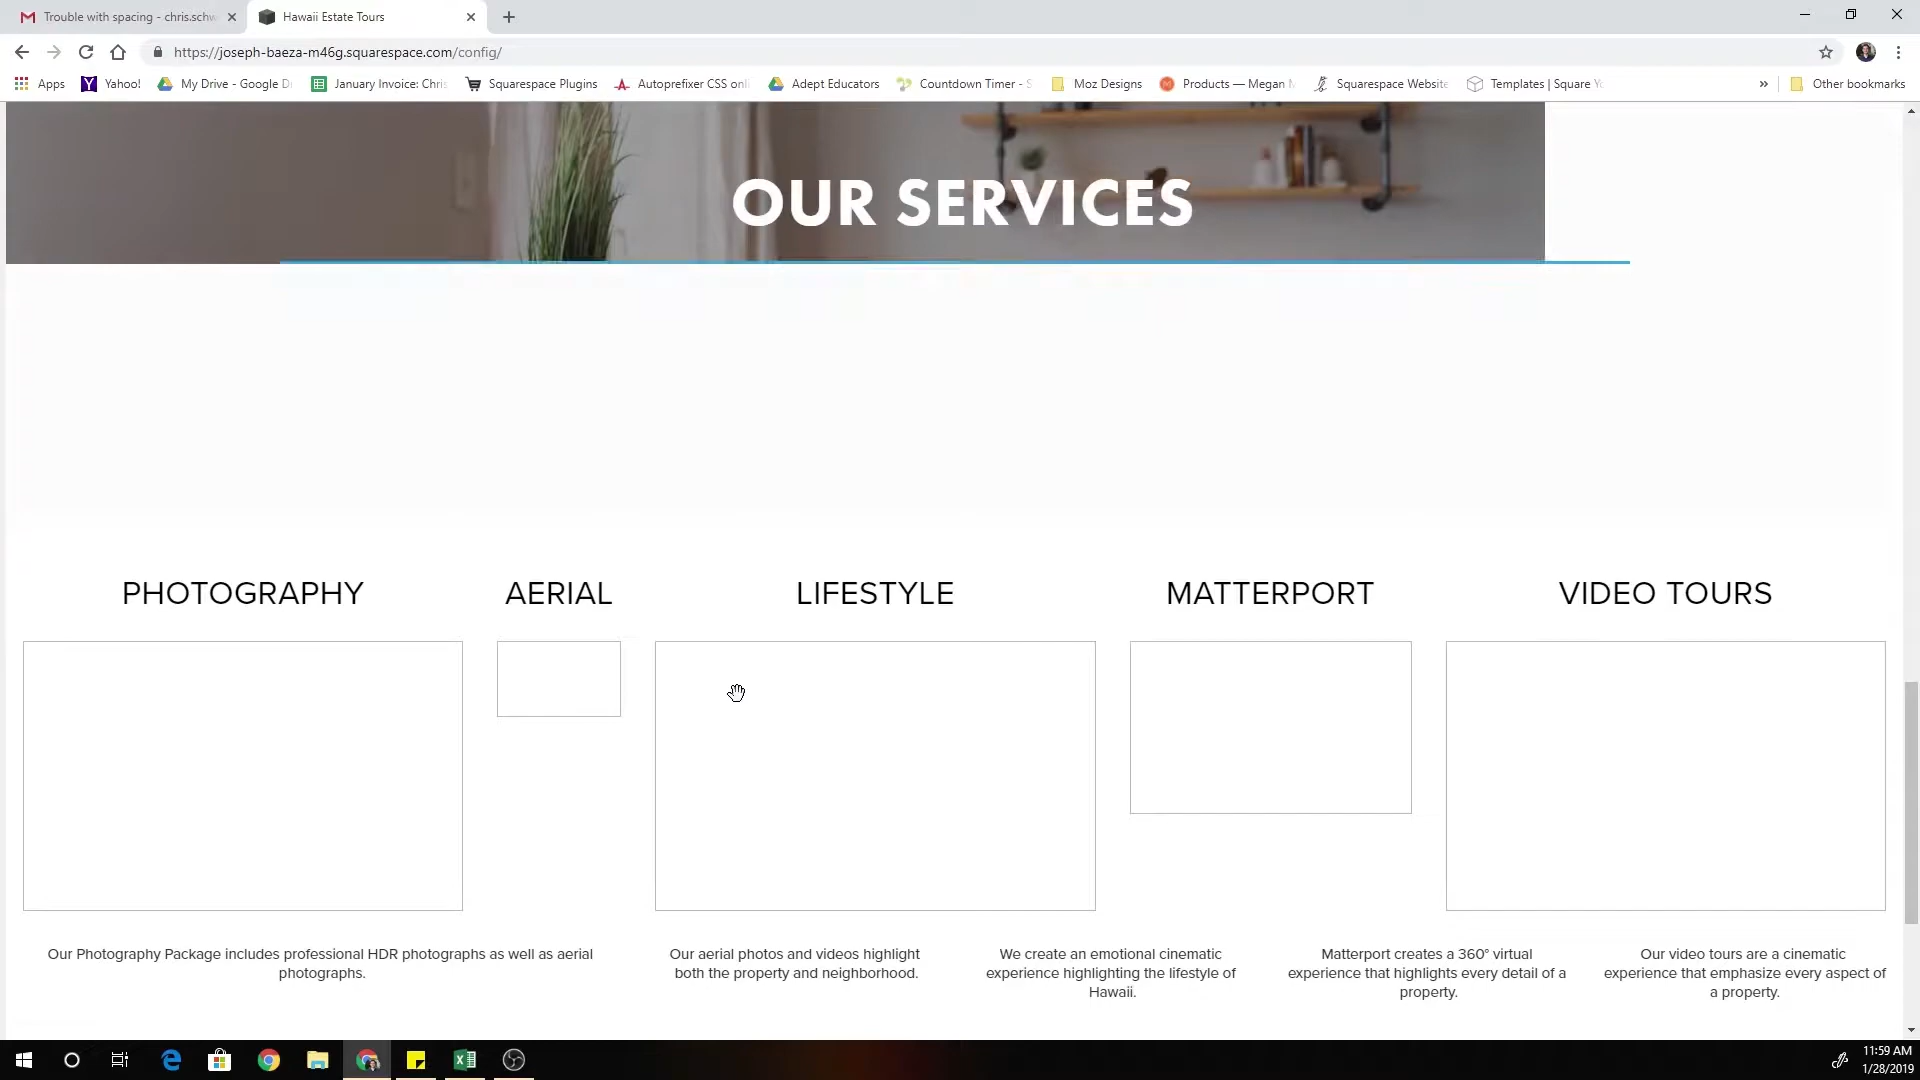 Trouble with spacing - chris.schw
Hawaii Estate Tours
https://joseph-baeza-m46g.squarespace.com/config/
Apps
Yahoo!
My Drive - Google D
January Invoice: Chri
Squarespace Plugins
Autoprefixer CSS onl
Adept Educators
Countdown Timer - S
Moz Designs
Products — Megan M
Squarespace Website
Templates | Square Yo
»
Other bookmarks
OUR SERVICES
PHOTOGRAPHY
AERIAL
LIFESTYLE
MATTERPORT
VIDEO TOURS
Our Photography Package includes professional HDR photographs as well as aerial
photographs.
Our aerial photos and videos highlight
both the property and neighborhood.
We create an emotional cinematic
experience highlighting the lifestyle of
Hawaii.
Matterport creates a 360° virtual
experience that highlights every detail of a
property.
Our video tours are a cinematic
experience that emphasize every aspect of
a property.
11:59 AM
1/28/2019